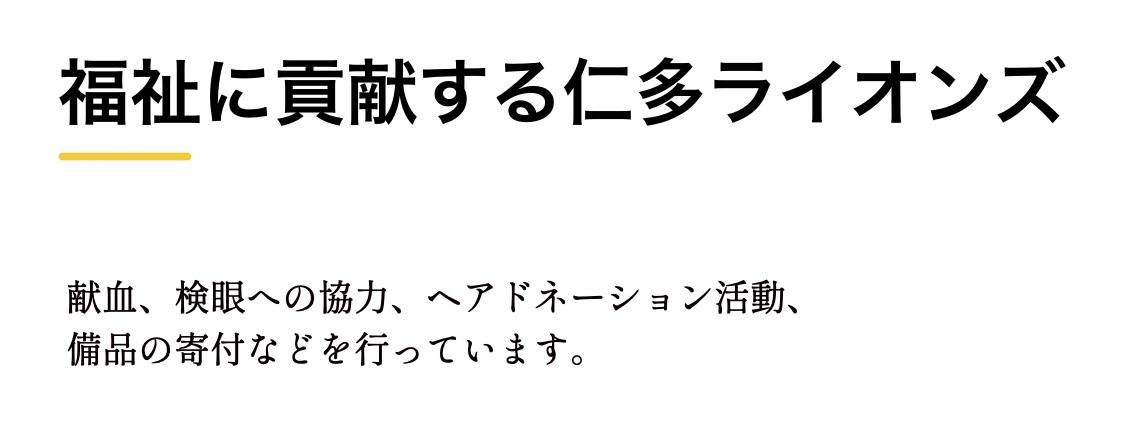 福祉に貢献する仁多ライオンズ
献血、検眼への協力、ヘアドネーション活動、
備品の寄付などを行っています。